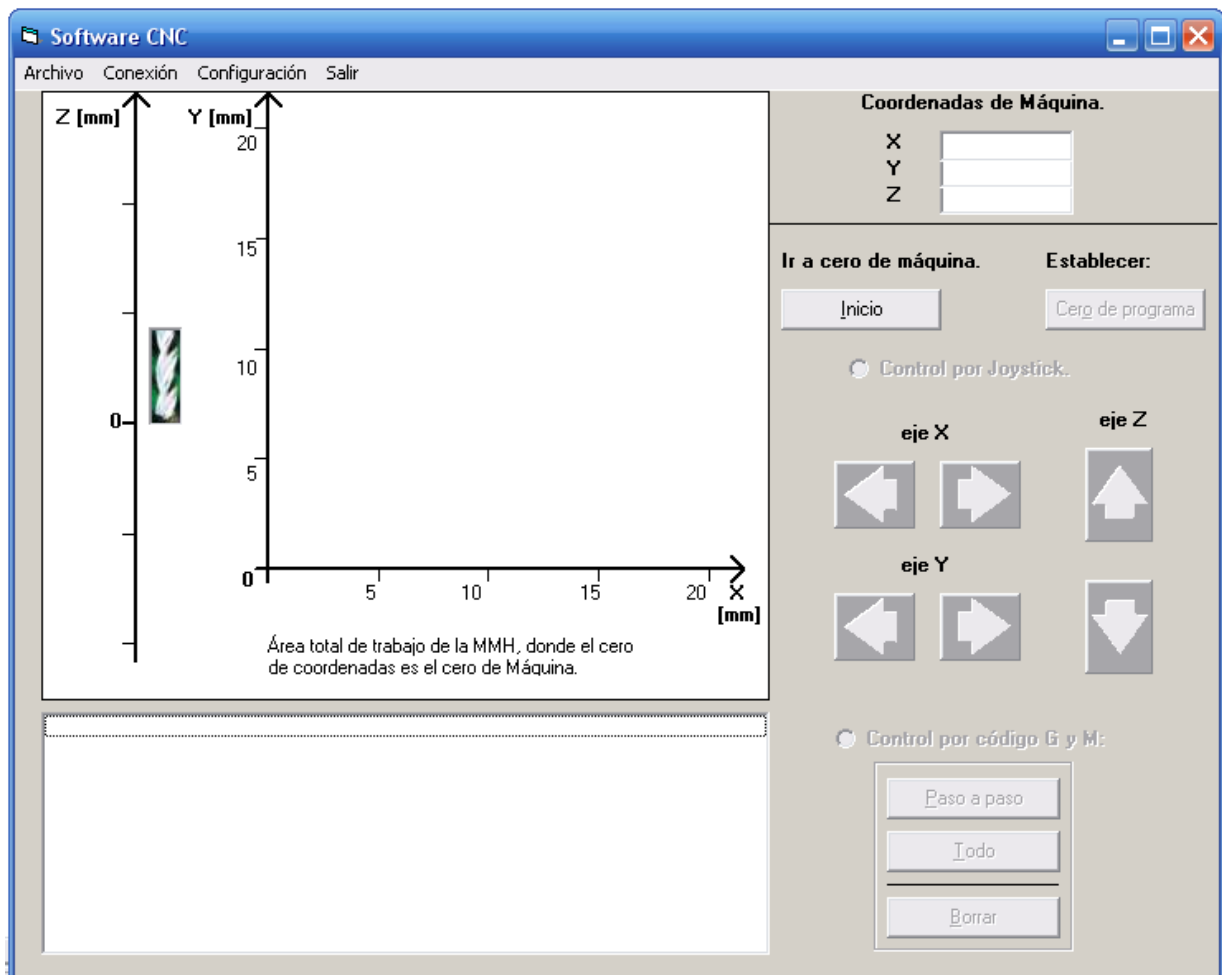 Software CNC
Archivo Conexión Configuración Salir
Z [mm]
Y [mm]
20
15
10
5
0
0
5 10 15 20 X
[mm]
Área total de trabajo de la MMH, donde el cero
de coordenadas es el cero de Máquina.
Coordenadas de Máquina.
X
Y
Z
Ir a cero de máquina. Establecer:
Inicio Cero de programa
Control por Joystick.
eje X eje Z
eje Y
Control por código G y M:
Paso a paso
Todo
Borrar